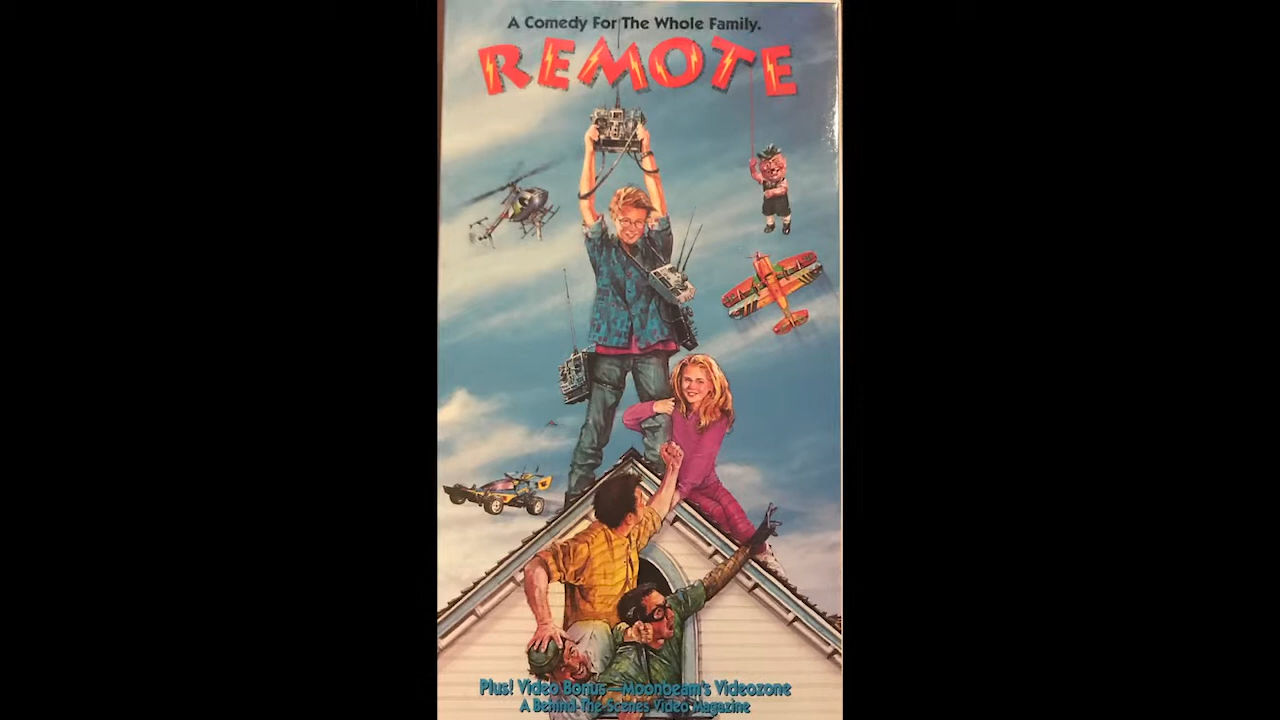 A Comedy For The Whole Family.
REMOTE
Plus! Video Bonus—Moonbeam's Videozone
A Behind-The-Scenes Video Magazine